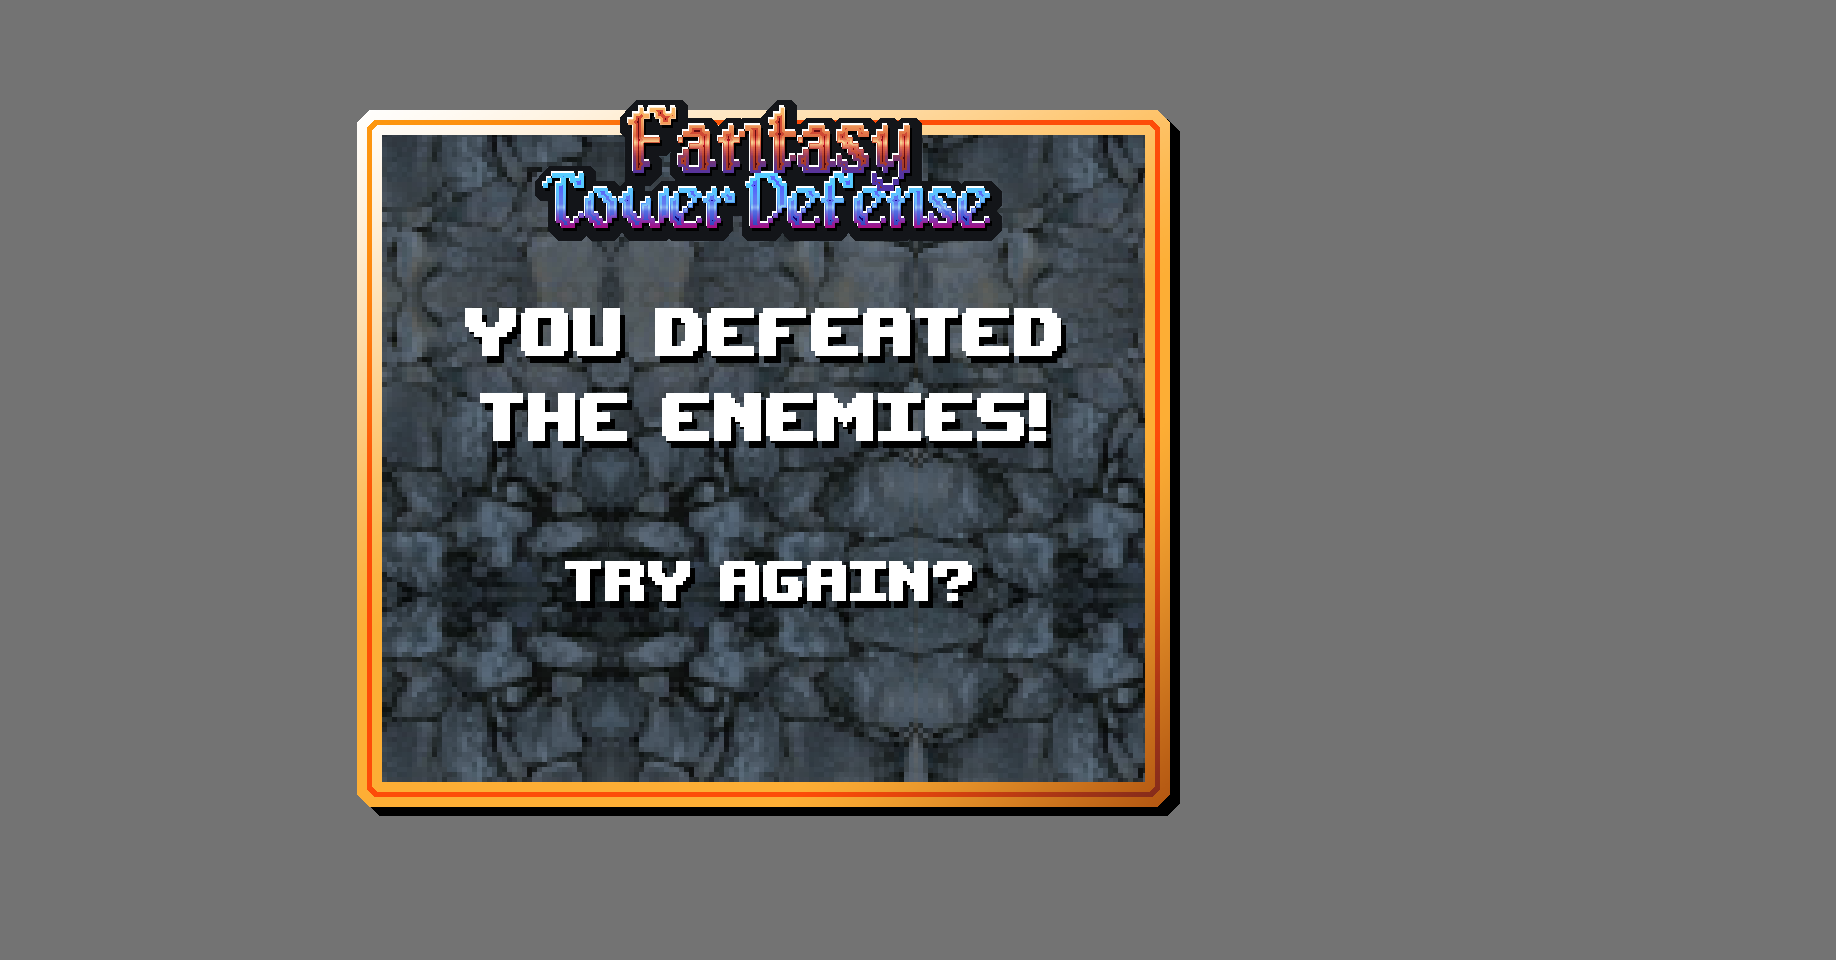 Fantasy
Tower Defense
YOU DEFEATED
THE ENEMIES!
TRY AGAIN?